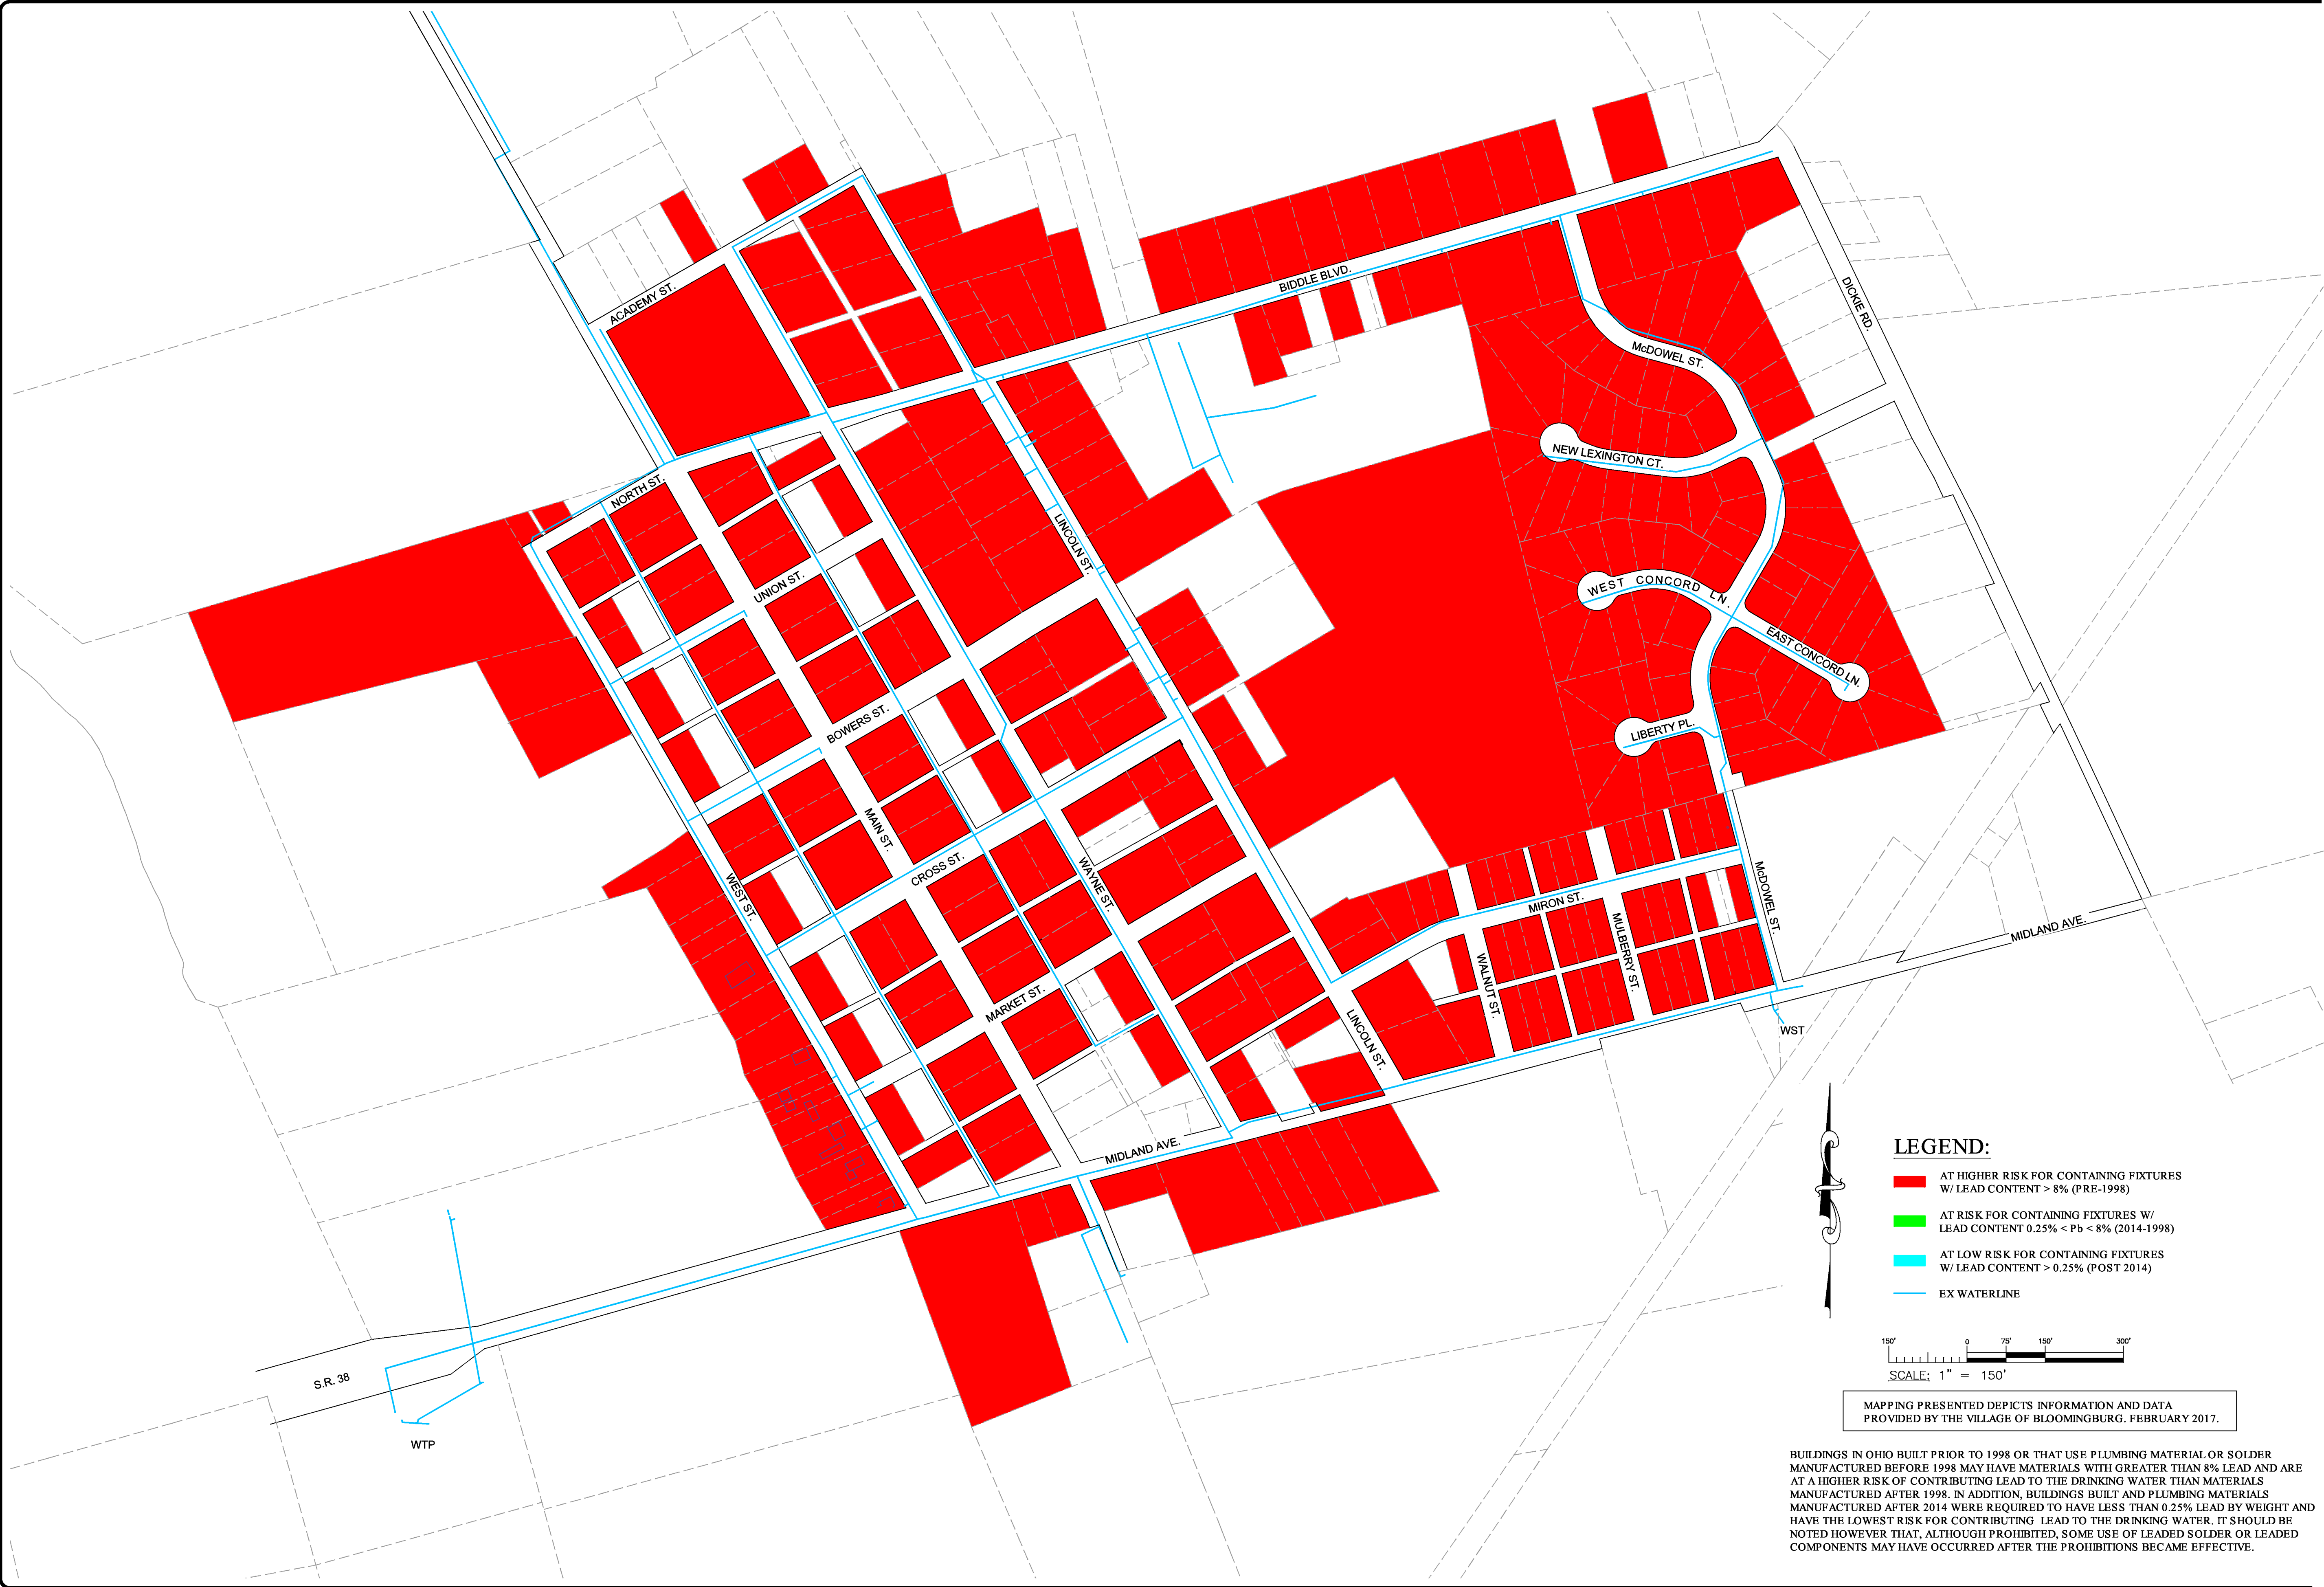 ACADEMY ST.
BIDDLE BLVD.
DICKIE RD.
McDOWEL ST.
NEW LEXINGTON CT.
NORTH ST.
LINCOLN ST.
UNION ST.
WEST CONCORD LN.
EAST CONCORD LN.
BOWERS ST.
LIBERTY PL.
MAIN ST.
CROSS ST.
WAYNE ST.
WEST ST.
McDOWEL ST.
MIRON ST.
MULBERRY ST.
MIDLAND AVE.
WALNUT ST.
MARKET ST.
LINCOLN ST.
WST
MIDLAND AVE.
S.R. 38
WTP
LEGEND:
AT HIGHER RISK FOR CONTAINING FIXTURES
W/ LEAD CONTENT > 8% (PRE-1998)
AT RISK FOR CONTAINING FIXTURES W/
LEAD CONTENT 0.25% < Pb < 8% (2014-1998)
AT LOW RISK FOR CONTAINING FIXTURES
W/ LEAD CONTENT > 0.25% (POST 2014)
EX WATERLINE
150' 0 75' 150' 300'
SCALE: 1" = 150'
MAPPING PRESENTED DEPICTS INFORMATION AND DATA
PROVIDED BY THE VILLAGE OF BLOOMINGBURG. FEBRUARY 2017.
BUILDINGS IN OHIO BUILT PRIOR TO 1998 OR THAT USE PLUMBING MATERIAL OR SOLDER
MANUFACTURED BEFORE 1998 MAY HAVE MATERIALS WITH GREATER THAN 8% LEAD AND ARE
AT A HIGHER RISK OF CONTRIBUTING LEAD TO THE DRINKING WATER THAN MATERIALS
MANUFACTURED AFTER 1998. IN ADDITION, BUILDINGS BUILT AND PLUMBING MATERIALS
MANUFACTURED AFTER 2014 WERE REQUIRED TO HAVE LESS THAN 0.25% LEAD BY WEIGHT AND
HAVE THE LOWEST RISK FOR CONTRIBUTING LEAD TO THE DRINKING WATER. IT SHOULD BE
NOTED HOWEVER THAT, ALTHOUGH PROHIBITED, SOME USE OF LEADED SOLDER OR LEADED
COMPONENTS MAY HAVE OCCURRED AFTER THE PROHIBITIONS BECAME EFFECTIVE.